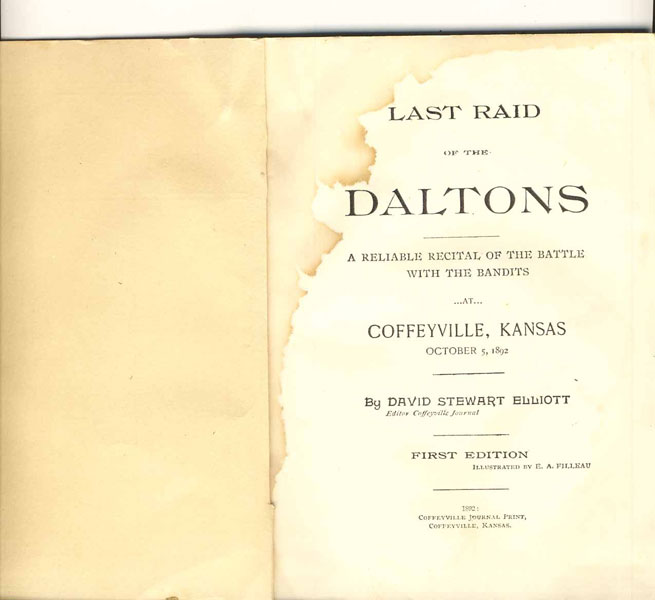 LAST RAID
OF THE
DALTONS
A RELIABLE RECITAL OF THE BATTLE
WITH THE BANDITS
...AT...
COFFEYVILLE, KANSAS
OCTOBER 5, 1892
By DAVID STEWART ELLIOTT
Editor Coffeyville Journal
FIRST EDITION
ILLUSTRATED BY E. A. FILLEAU
1892:
COFFEYVILLE JOURNAL PRINT,
COFFEYVILLE, KANSAS.